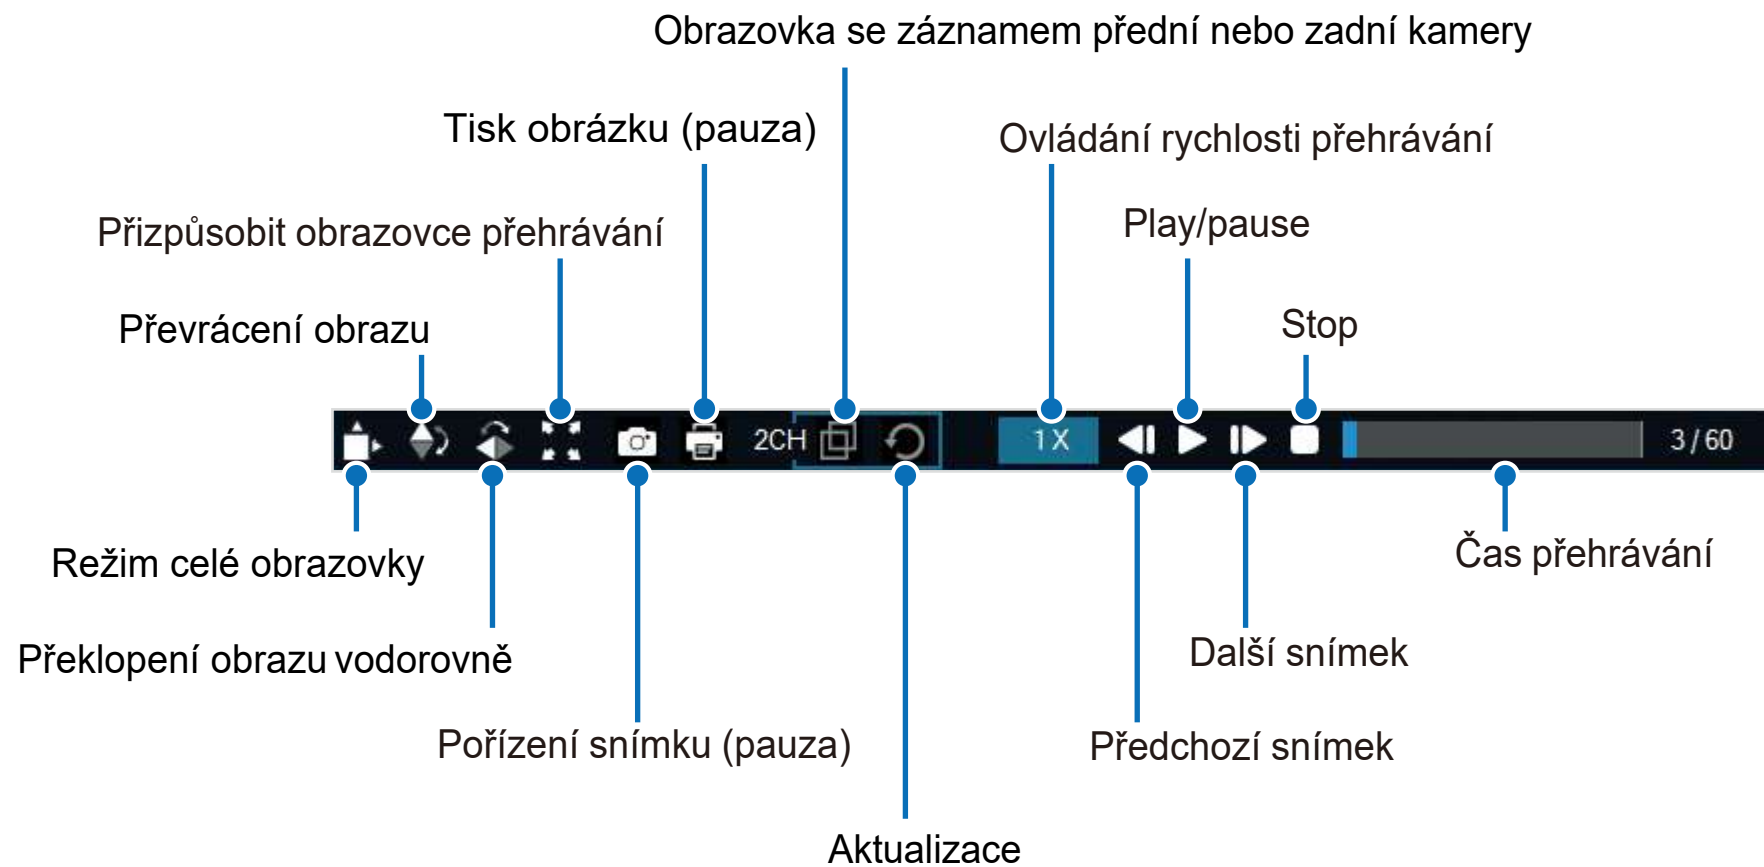 Obrazovka se záznamem přední nebo zadní kamery
Tisk obrázku (pauza)
Ovládání rychlosti přehrávání
Přizpůsobit obrazovce přehrávání
Play/pause
Převrácení obrazu
Stop
2CH
1X
3/60
Režim celé obrazovky
Čas přehrávání
Překlopení obrazu vodorovně
Další snímek
Pořízení snímku (pauza)
Předchozí snímek
Aktualizace